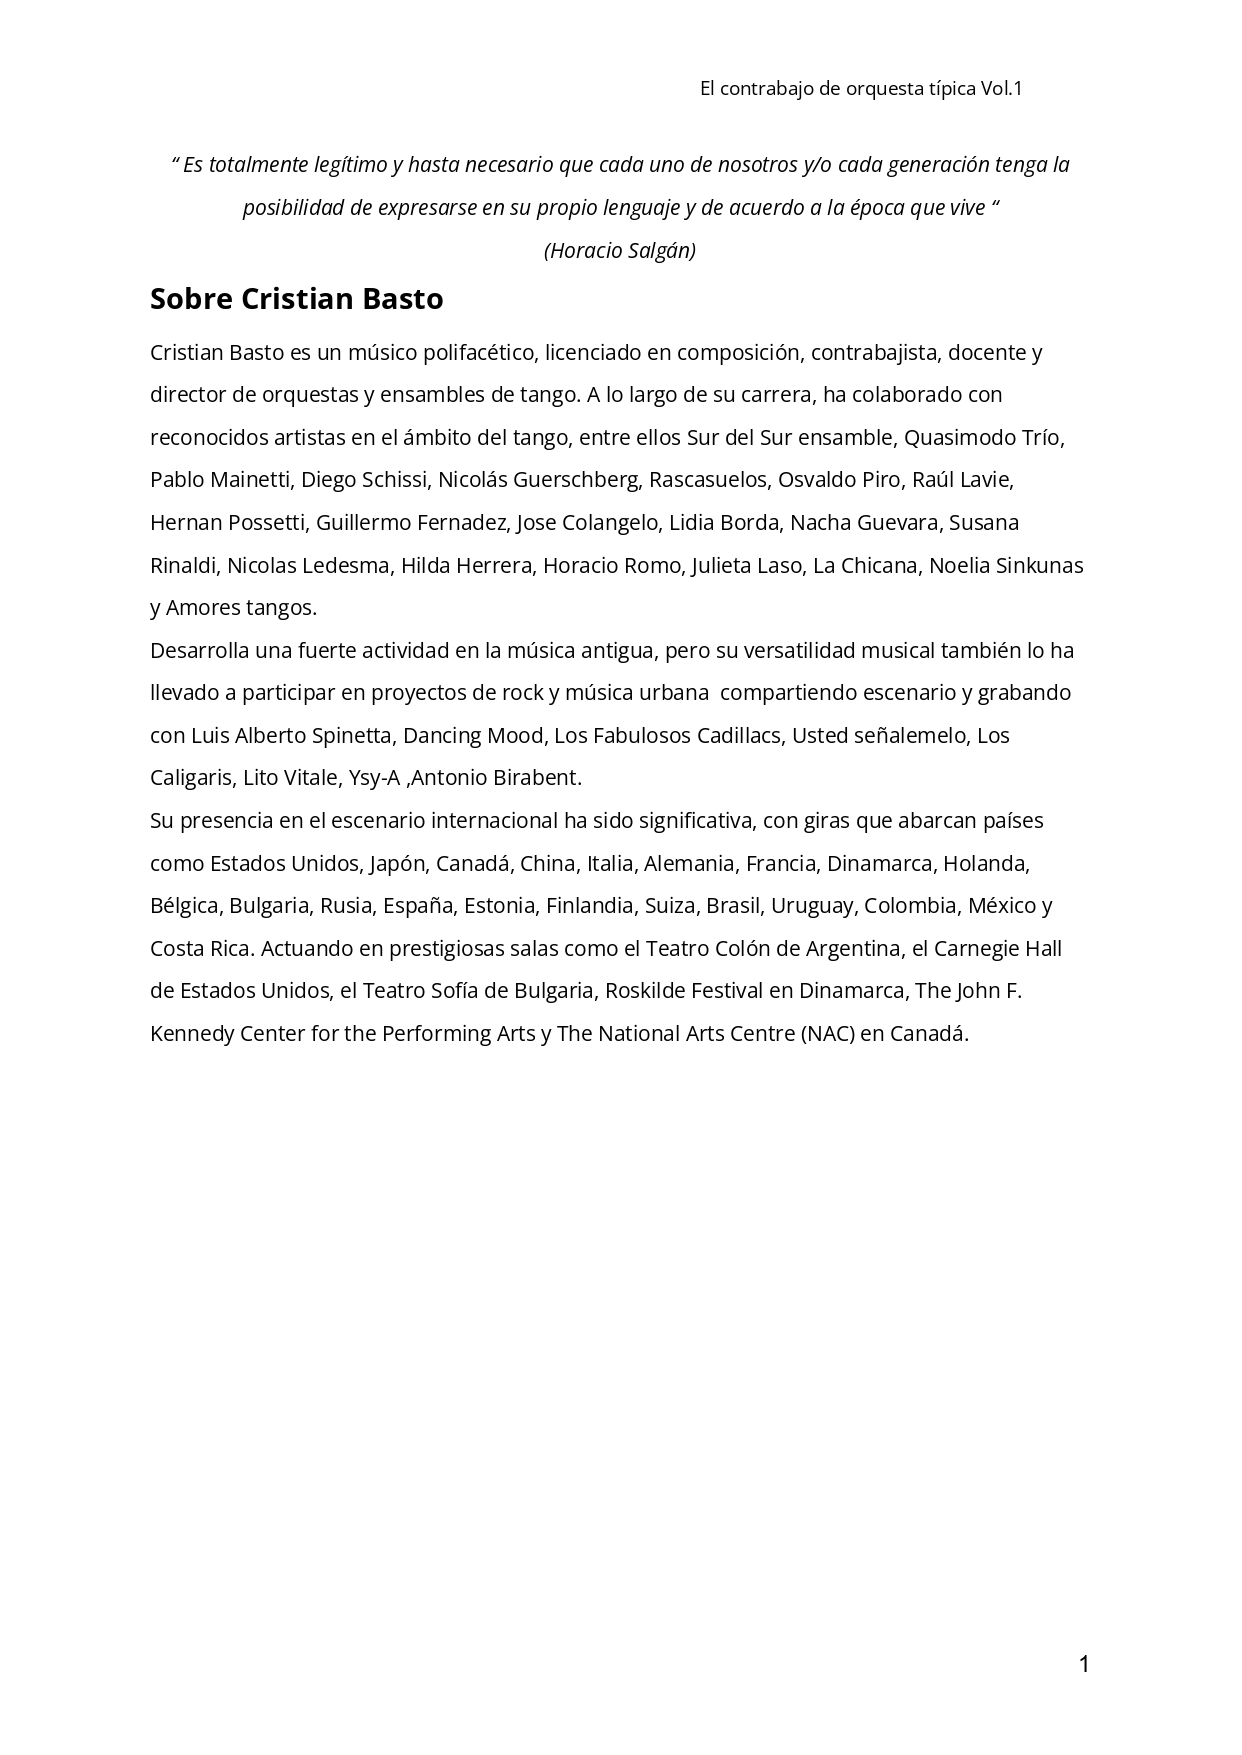 El contrabajo de orquesta típica Vol.1
“ Es totalmente legítimo y hasta necesario que cada uno de nosotros y/o cada generación tenga la
posibilidad de expresarse en su propio lenguaje y de acuerdo a la época que vive “
(Horacio Salgán)
Sobre Cristian Basto
Cristian Basto es un músico polifacético, licenciado en composición, contrabajista, docente y
director de orquestas y ensambles de tango. A lo largo de su carrera, ha colaborado con
reconocidos artistas en el ámbito del tango, entre ellos Sur del Sur ensamble, Quasimodo Trío,
Pablo Mainetti, Diego Schissi, Nicolás Guerschberg, Rascasuelos, Osvaldo Piro, Raúl Lavie,
Hernan Possetti, Guillermo Fernadez, Jose Colangelo, Lidia Borda, Nacha Guevara, Susana
Rinaldi, Nicolas Ledesma, Hilda Herrera, Horacio Romo, Julieta Laso, La Chicana, Noelia Sinkunas
y Amores tangos.
Desarrolla una fuerte actividad en la música antigua, pero su versatilidad musical también lo ha
llevado a participar en proyectos de rock y música urbana  compartiendo escenario y grabando
con Luis Alberto Spinetta, Dancing Mood, Los Fabulosos Cadillacs, Usted señalemelo, Los
Caligaris, Lito Vitale, Ysy-A ,Antonio Birabent.
Su presencia en el escenario internacional ha sido significativa, con giras que abarcan países
como Estados Unidos, Japón, Canadá, China, Italia, Alemania, Francia, Dinamarca, Holanda,
Bélgica, Bulgaria, Rusia, España, Estonia, Finlandia, Suiza, Brasil, Uruguay, Colombia, México y
Costa Rica. Actuando en prestigiosas salas como el Teatro Colón de Argentina, el Carnegie Hall
de Estados Unidos, el Teatro Sofía de Bulgaria, Roskilde Festival en Dinamarca, The John F.
Kennedy Center for the Performing Arts y The National Arts Centre (NAC) en Canadá.
1